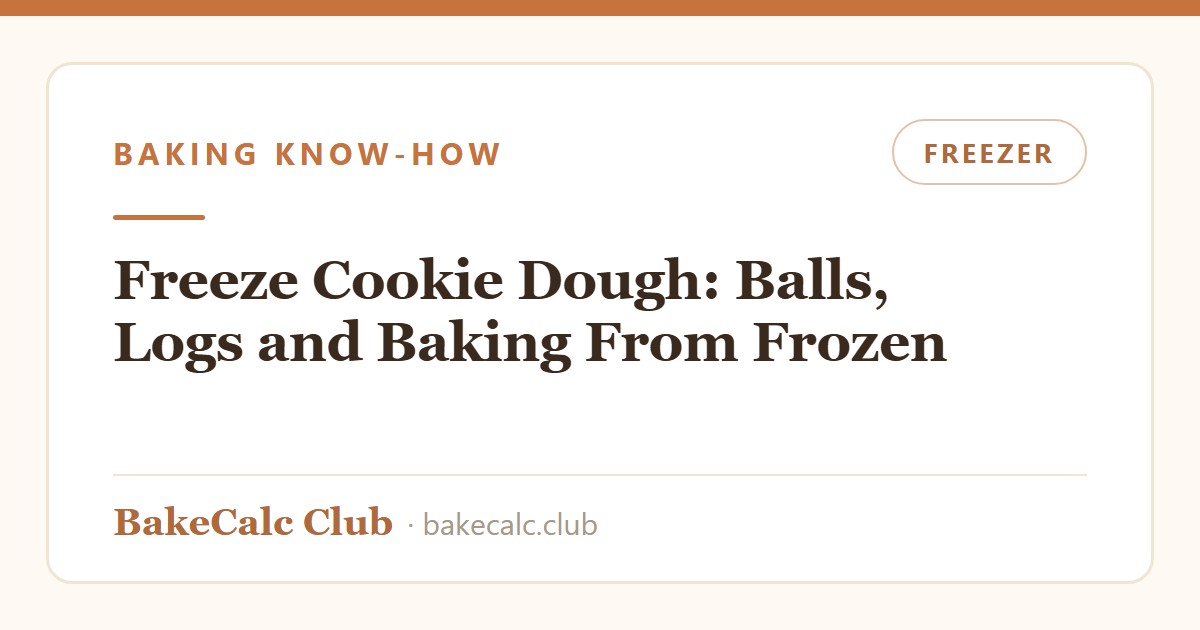 BAKING KNOW-HOW
FREEZER
Freeze Cookie Dough: Balls,
Logs and Baking From Frozen
BakeCalc Club · bakecalc.club